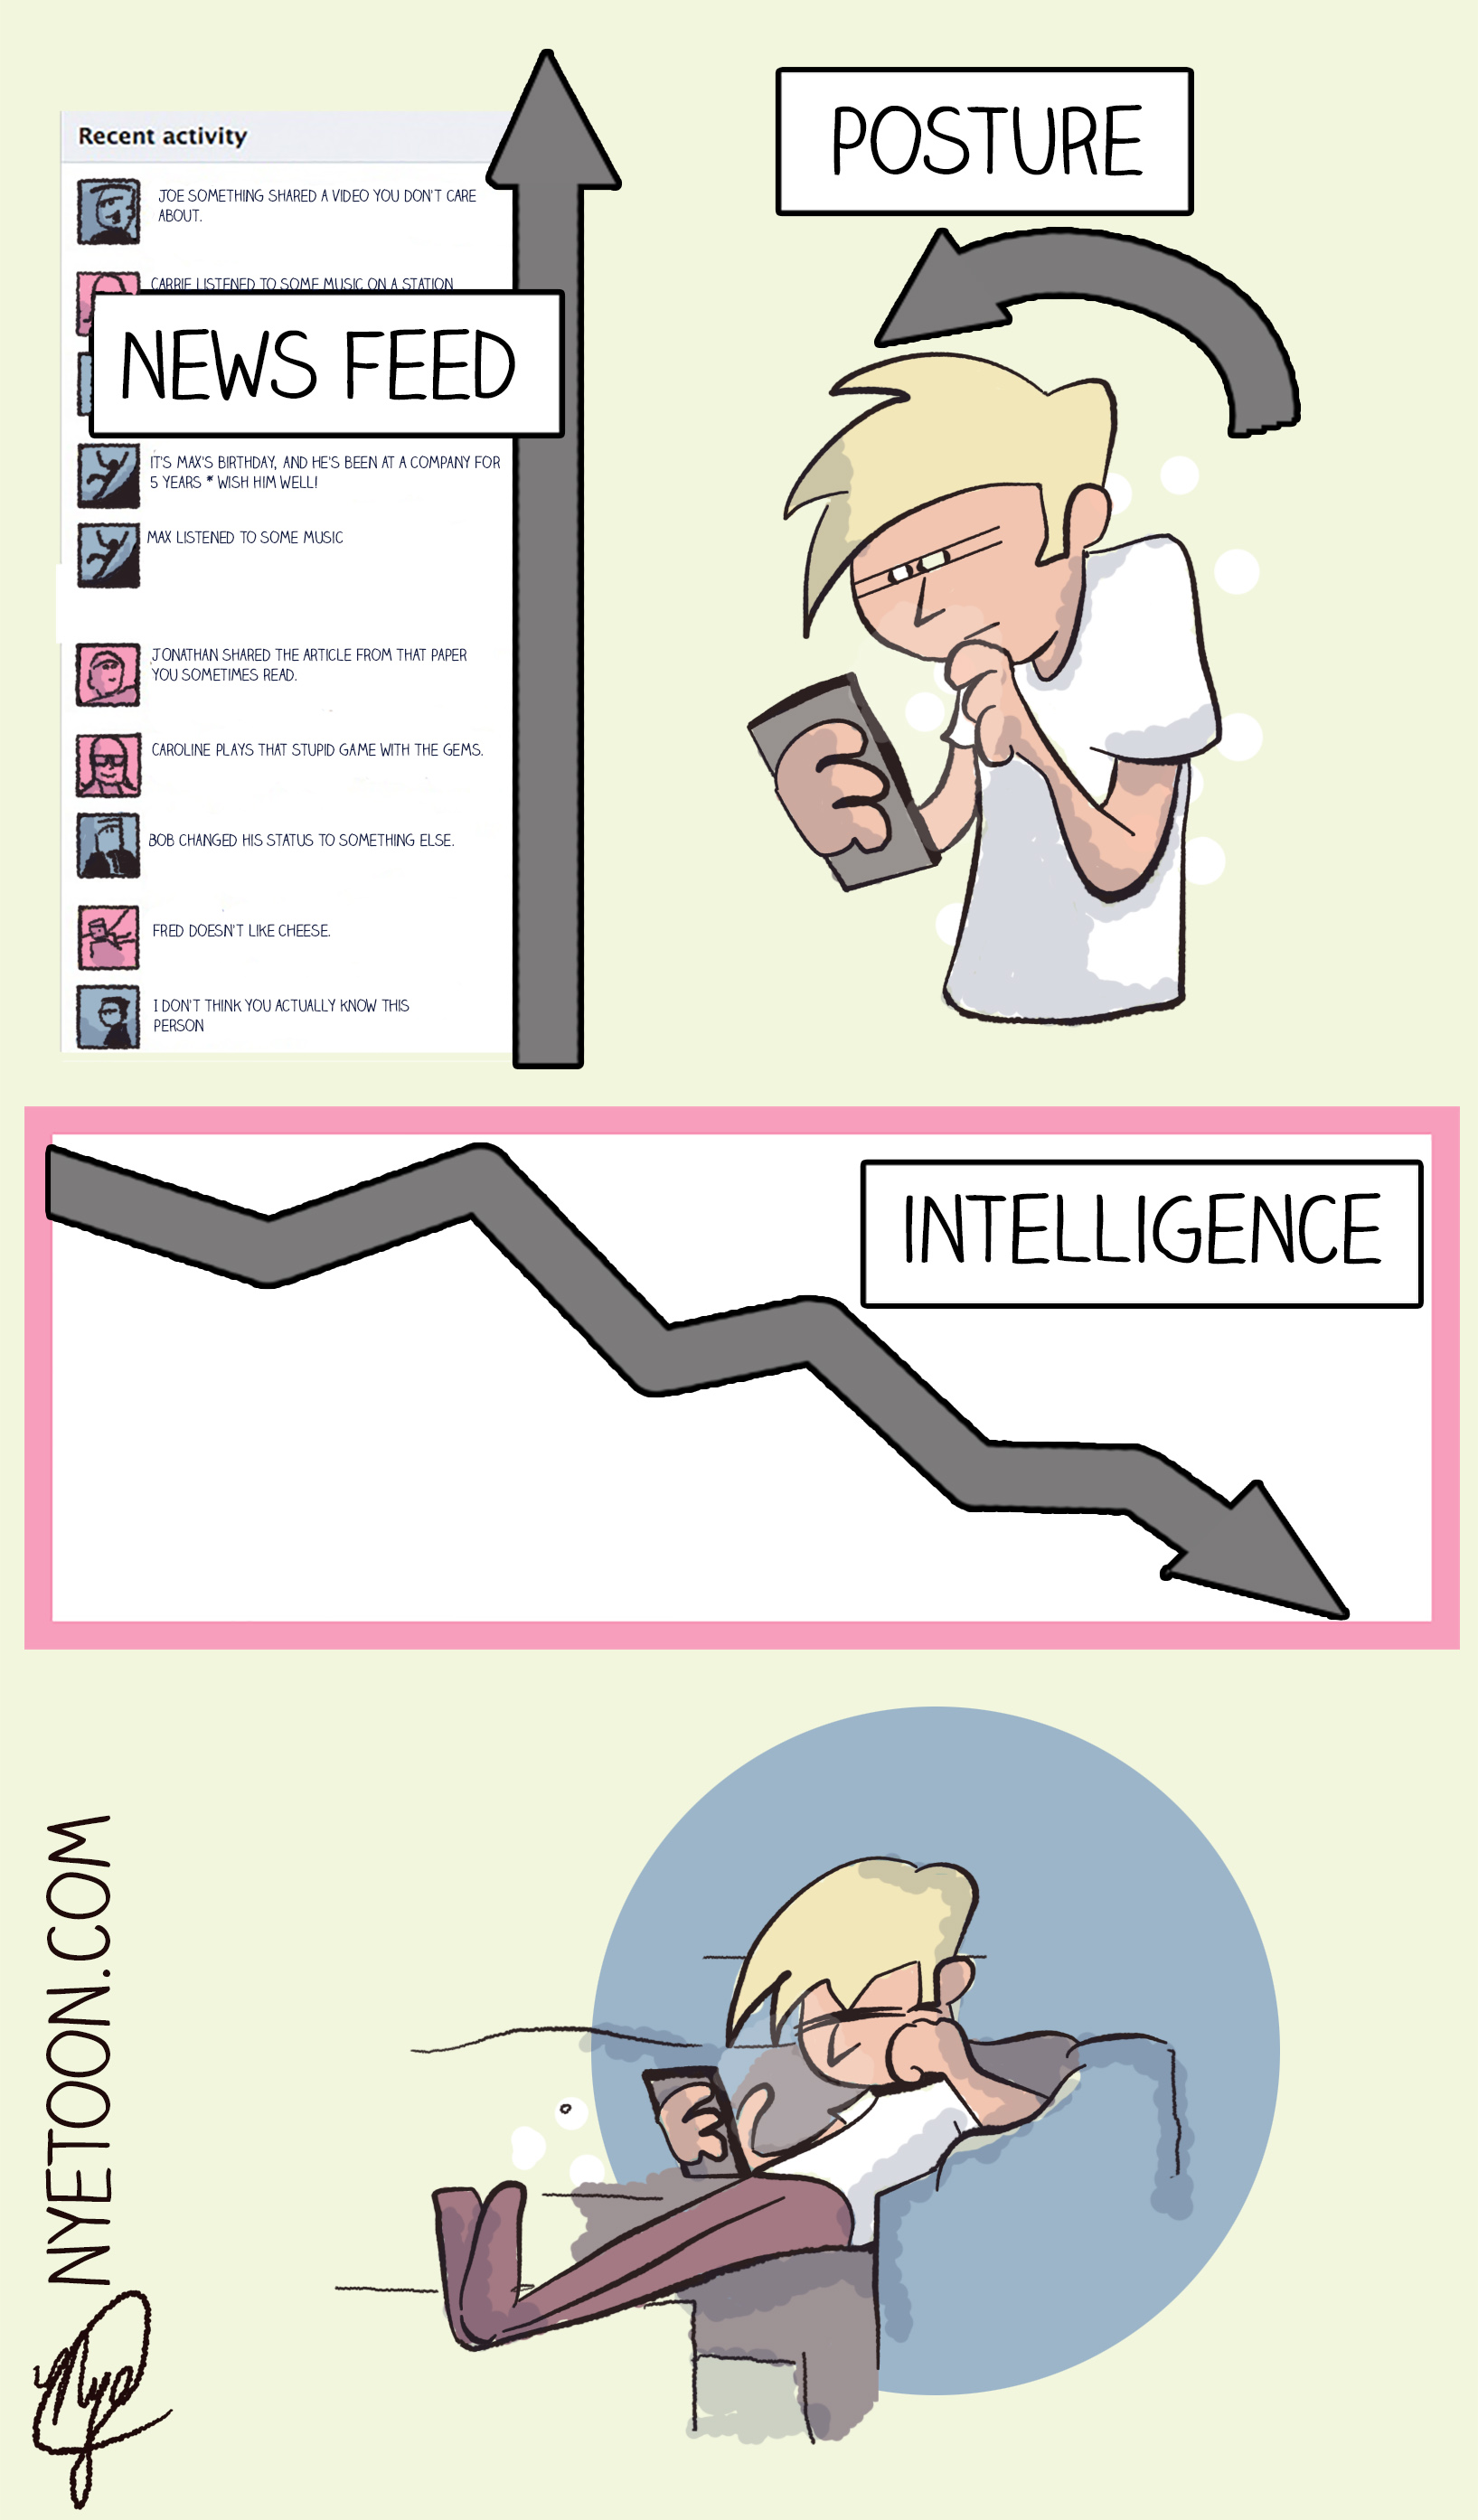 Recent activity
JOE SOMETHING SHARED A VIDEO YOU DON'T CARE
ABOUT.
CARRIE LISTENED TO SOME MUSIC ON A STATION
NEWS FEED
IT'S MAX'S BIRTHDAY, AND HE'S BEEN AT A COMPANY FOR
5 YEARS * WISH HIM WELL!
MAX LISTENED TO SOME MUSIC
JONATHAN SHARED THE ARTICLE FROM THAT PAPER
YOU SOMETIMES READ.
CAROLINE PLAYS THAT STUPID GAME WITH THE GEMS.
BOB CHANGED HIS STATUS TO SOMETHING ELSE.
FRED DOESN'T LIKE CHEESE.
I DON'T THINK YOU ACTUALLY KNOW THIS
PERSON
POSTURE
INTELLIGENCE
NYETOON.COM
Nye